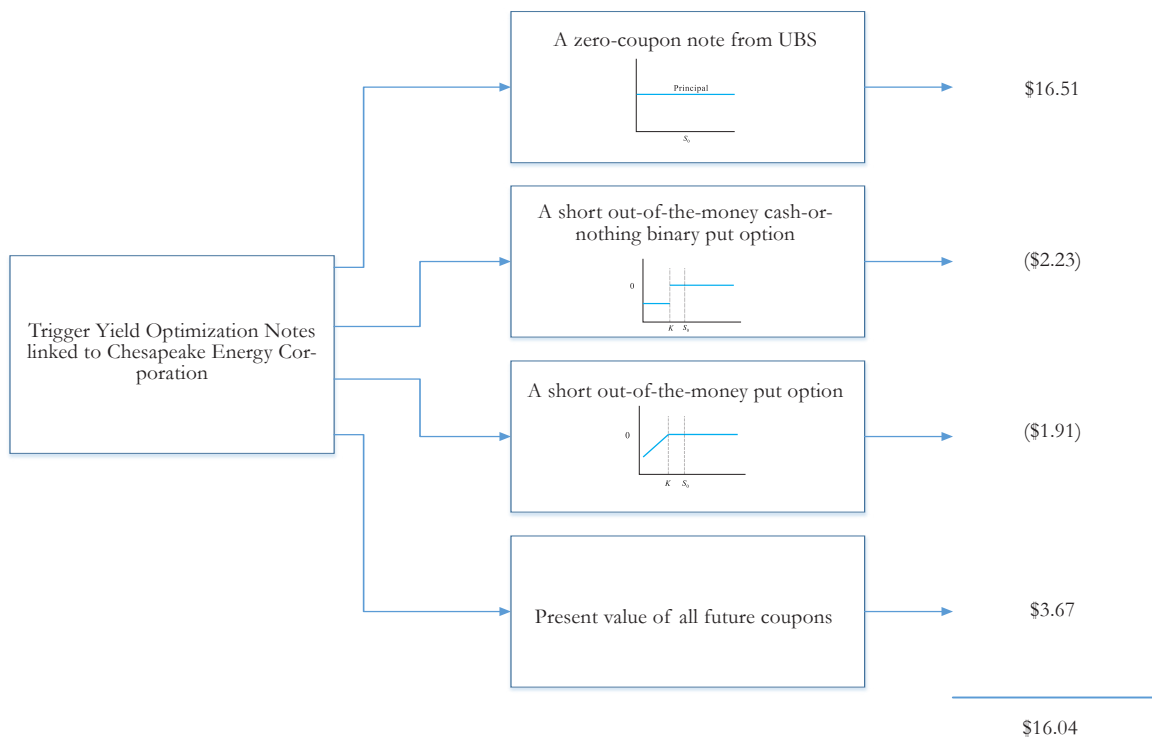 A zero-coupon note from UBS
Principal
S₀
$16.51
A short out-of-the-money cash-or-
nothing binary put option
0
K
S₀
($2.23)
Trigger Yield Optimization Notes
linked to Chesapeake Energy Cor-
poration
A short out-of-the-money put option
0
K
S₀
($1.91)
Present value of all future coupons
$3.67
$16.04